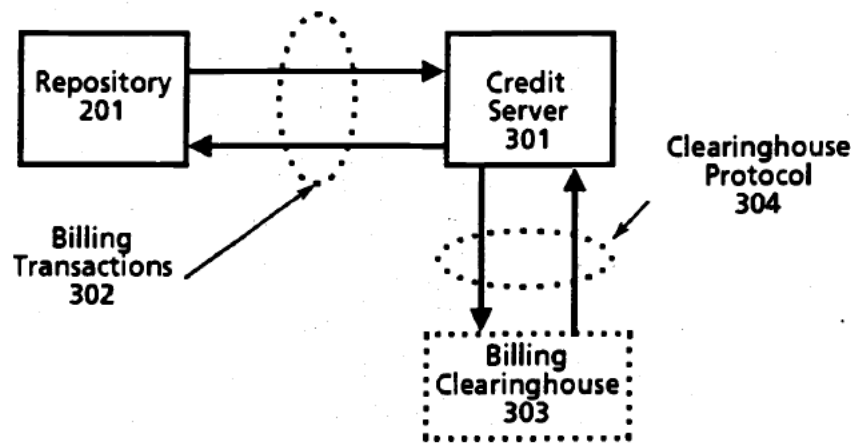 Repository
201
Credit
Server
301
Clearinghouse
Protocol
304
Billing
Transactions
302
Billing
Clearinghouse
303